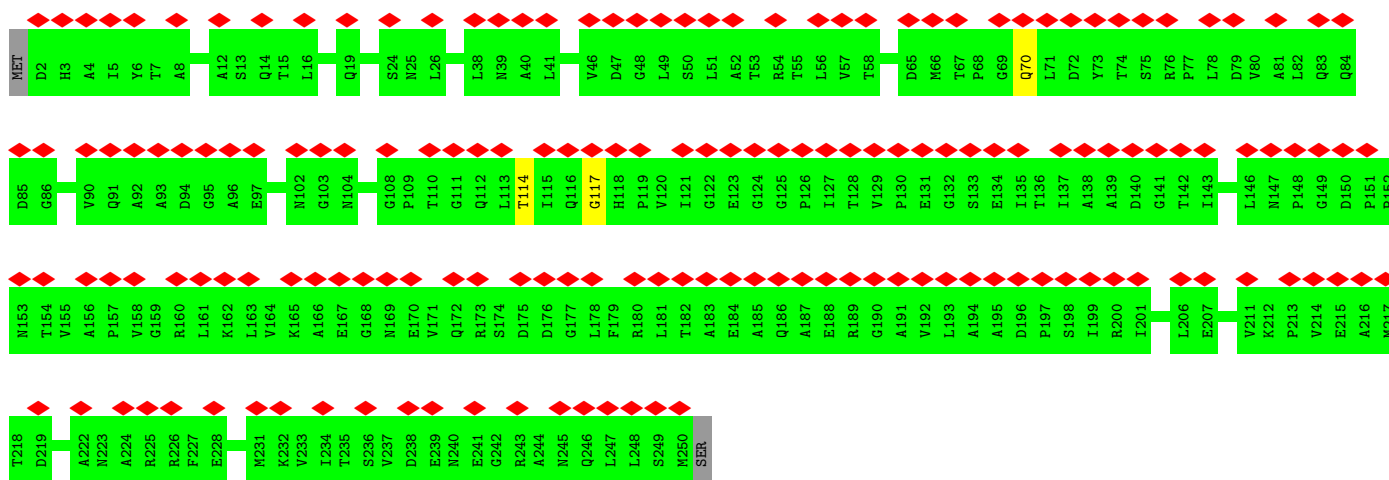 MET D2 H3 A4 I5 Y6 T7 A8 A12 S13 Q14 T15 L16 Q19 S24 N25 L26 L38 N39 A40 L41 V46 D47 G48 L49 S50 L51 A52 T53 R54 T55 L56 V57 T58 D65 M66 T67 P68 G69 Q70 L71 D72 Y73 T74 S75 R76 P77 L78 D79 V80 A81 L82 Q83 Q84
D85 G86 V90 Q91 A92 A93 D94 G95 A96 E97 N102 G103 N104 G108 P109 T110 G111 Q112 L113 T114 I115 Q116 G117 H118 P119 V120 I121 G122 E123 G124 G125 P126 I127 T128 V129 P130 E131 G132 S133 E134 I135 T136 I137 A138 A139 D140 G141 T142 I143 L146 N147 P148 G149 D150 P151 P152
N153 T154 V155 A156 P157 V158 G159 R160 L161 K162 L163 V164 K165 A166 E167 G168 N169 E170 V171 Q172 R173 S174 D175 D176 G177 L178 F179 R180 L181 T182 A183 E184 A185 Q186 A187 E188 R189 G190 A191 V192 L193 A194 A195 D196 P197 S198 I199 R200 I201 L206 E207 V211 K212 P213 V214 E215 A216 M217
T218 D219 A222 N223 A224 R225 R226 F227 E228 M231 K232 V233 I234 T235 S236 V237 D238 E239 N240 E241 G242 R243 A244 N245 Q246 L247 L248 S249 M250 SER